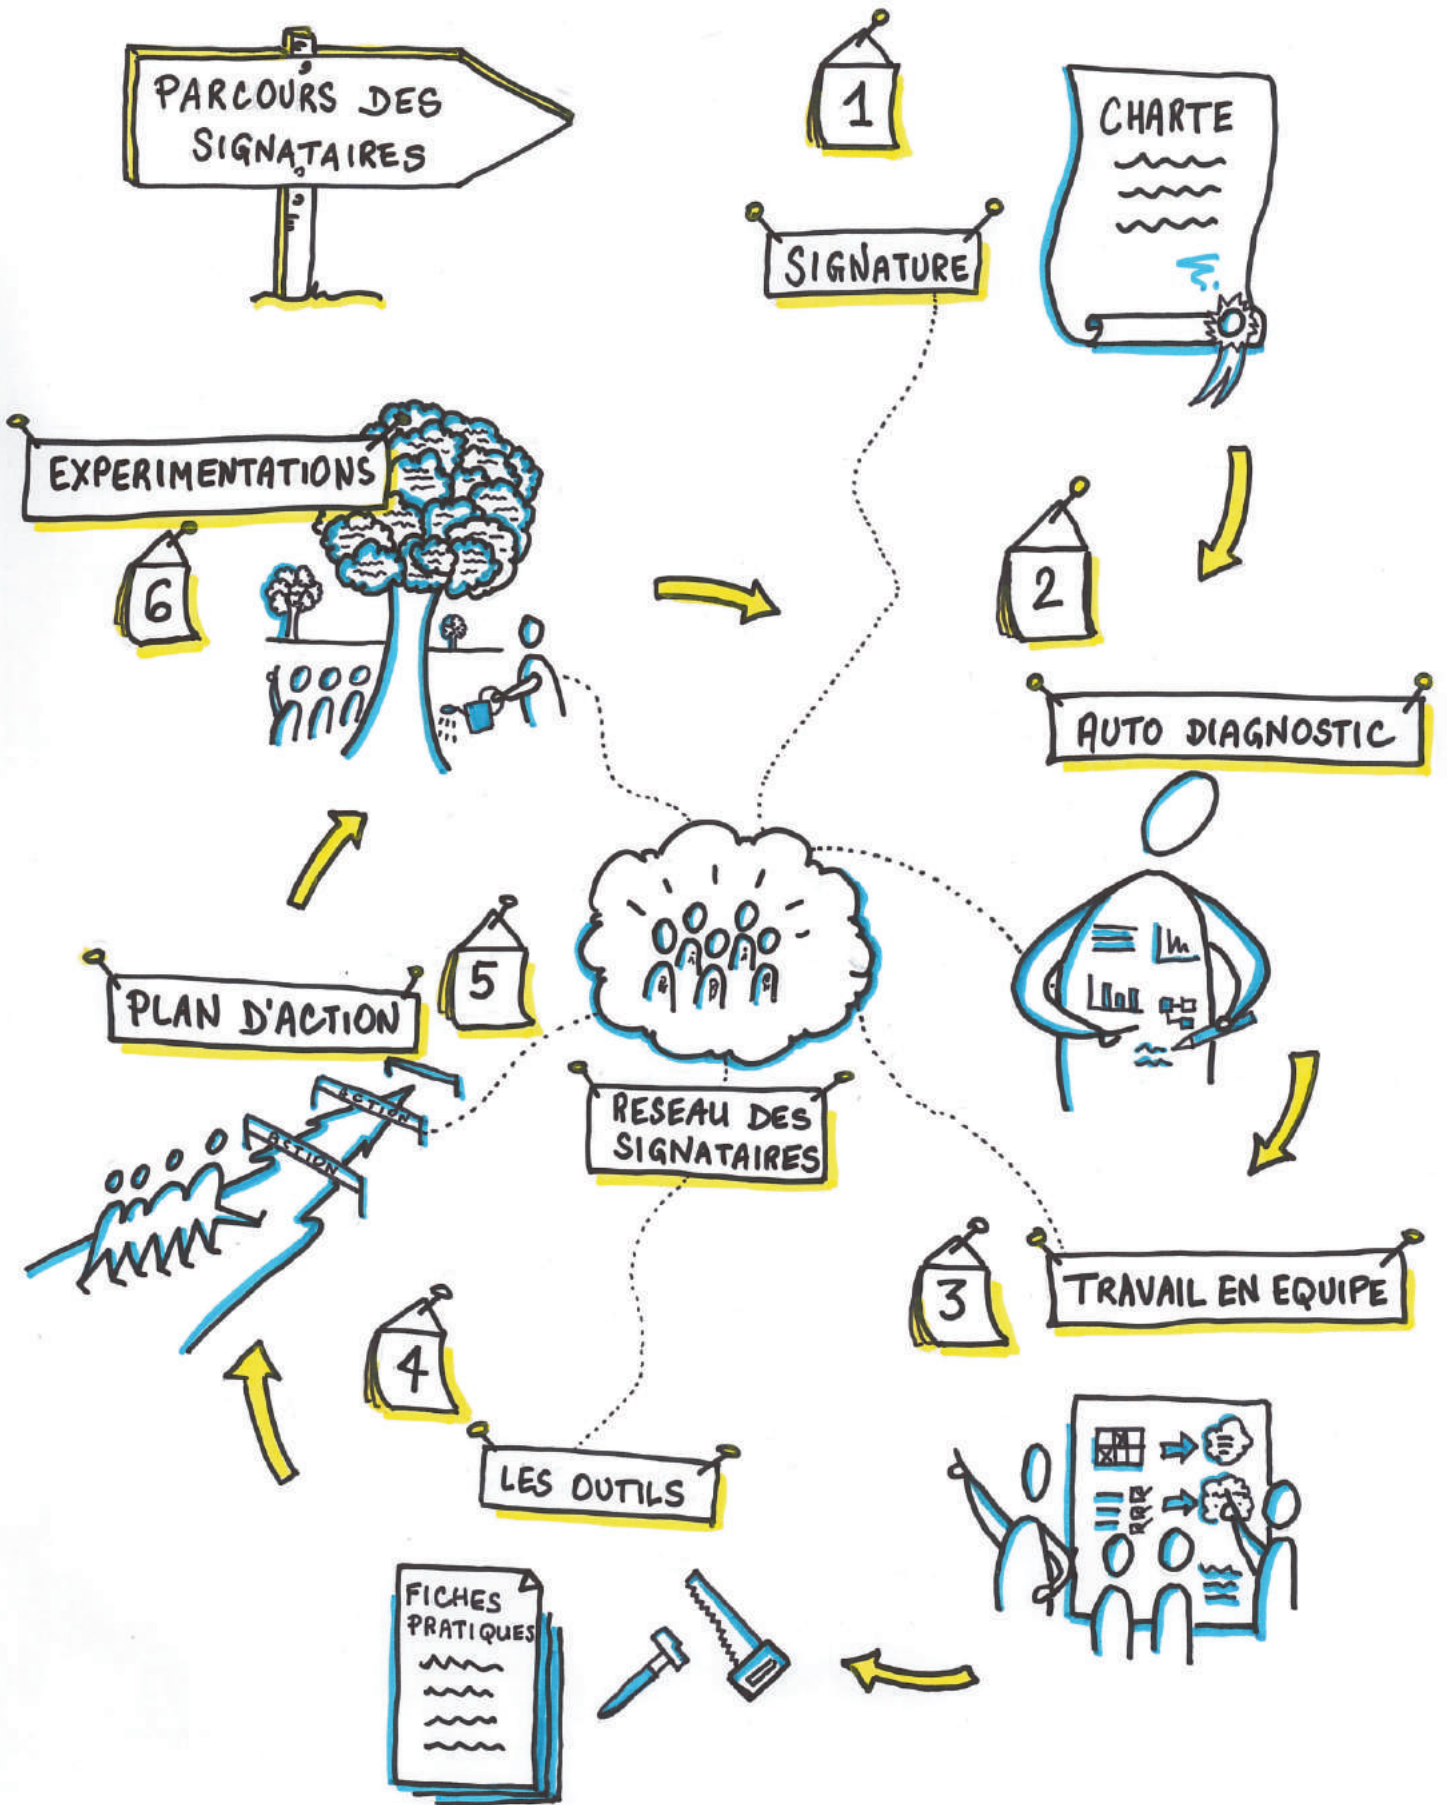 PARCOURS DES
SIGNATAIRES
1
CHARTE
SIGNATURE
2
AUTO DIAGNOSTIC
3
TRAVAIL EN EQUIPE
4
LES OUTILS
FICHES
PRATIQUES
5
PLAN D'ACTION
ACTION
ACTION
6
EXPERIMENTATIONS
RESEAU DES
SIGNATAIRES